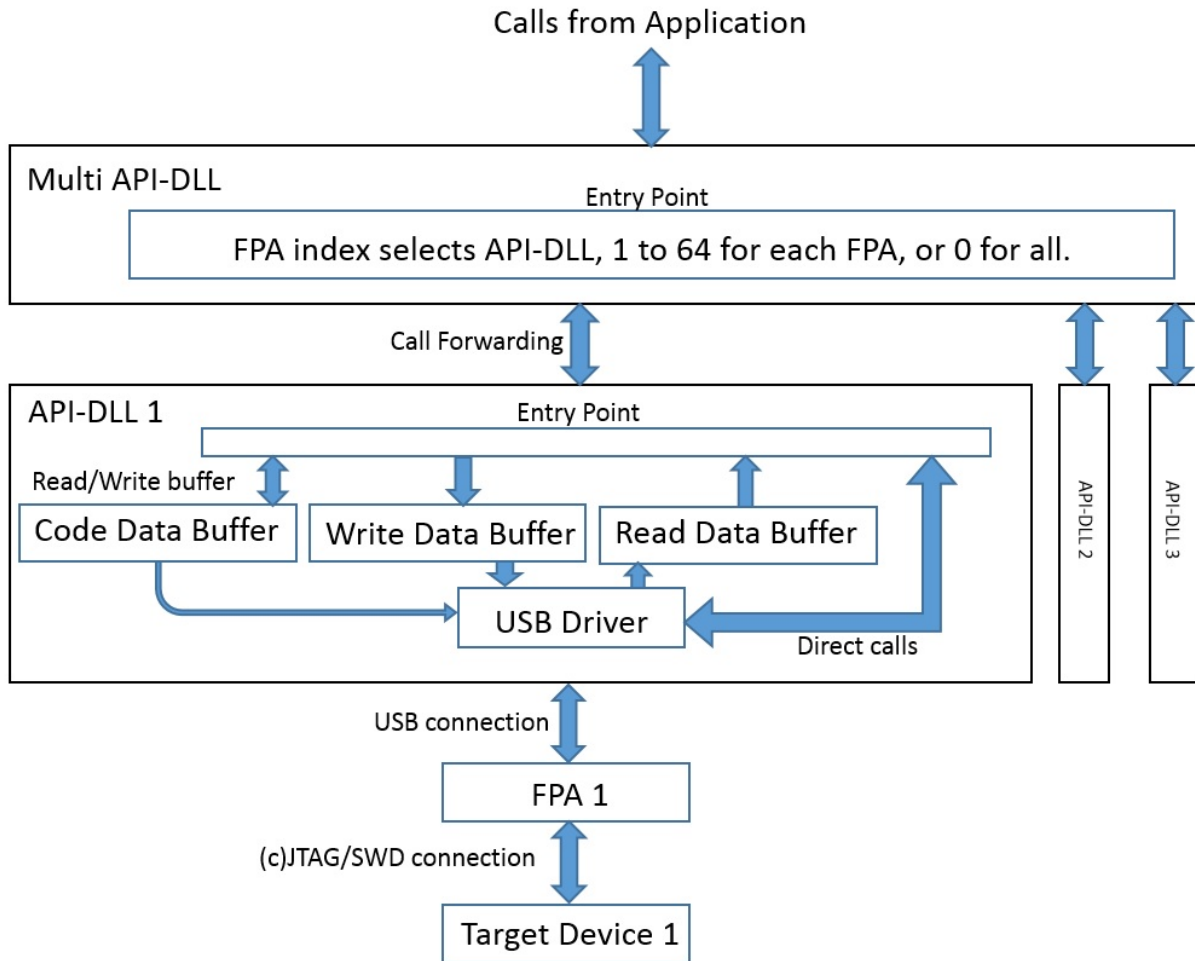 Calls from Application
Multi API-DLL
Entry Point
FPA index selects API-DLL, 1 to 64 for each FPA, or 0 for all.
Call Forwarding
API-DLL 1
Entry Point
Read/Write buffer
Code Data Buffer
Write Data Buffer
Read Data Buffer
USB Driver
Direct calls
API-DLL 2
API-DLL 3
USB connection
FPA 1
(c)JTAG/SWD connection
Target Device 1